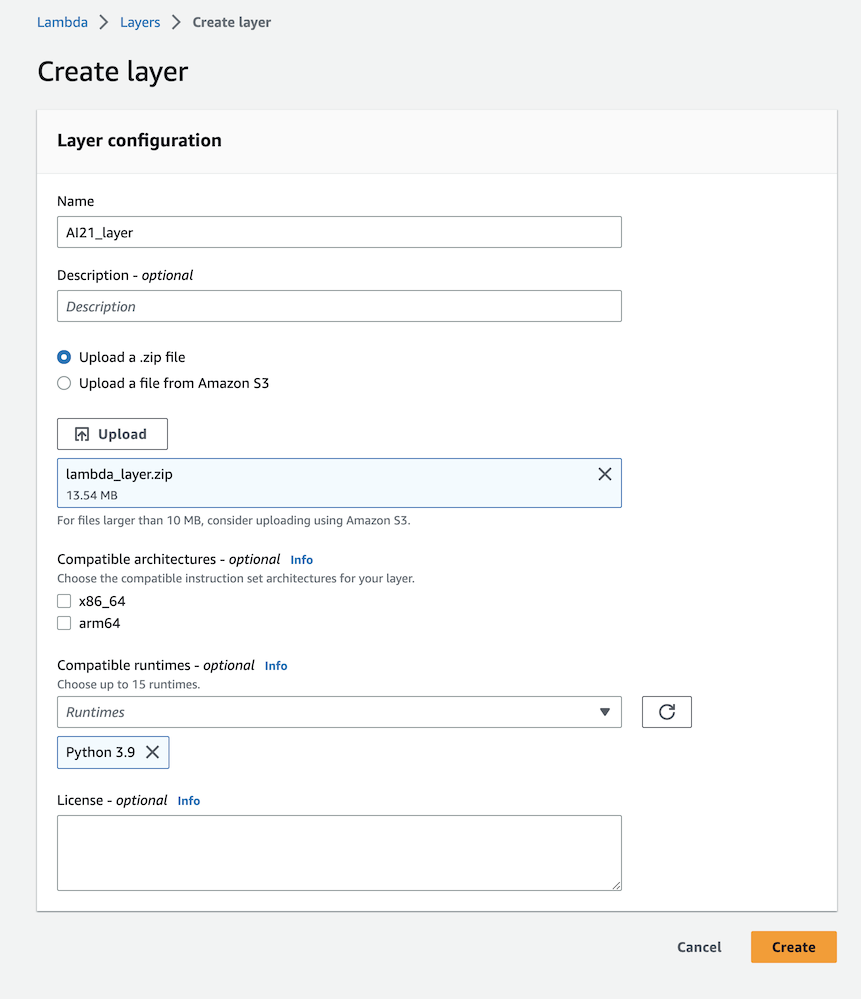 Lambda > Layers > Create layer
Create layer
Layer configuration
Name
AI21_layer
Description - optional
Description
Upload a .zip file
Upload a file from Amazon S3
Upload
lambda_layer.zip
13.54 MB
For files larger than 10 MB, consider uploading using Amazon S3.
Compatible architectures - optional Info
Choose the compatible instruction set architectures for your layer.
x86_64
arm64
Compatible runtimes - optional Info
Choose up to 15 runtimes.
Runtimes
Python 3.9
License - optional Info
Cancel Create